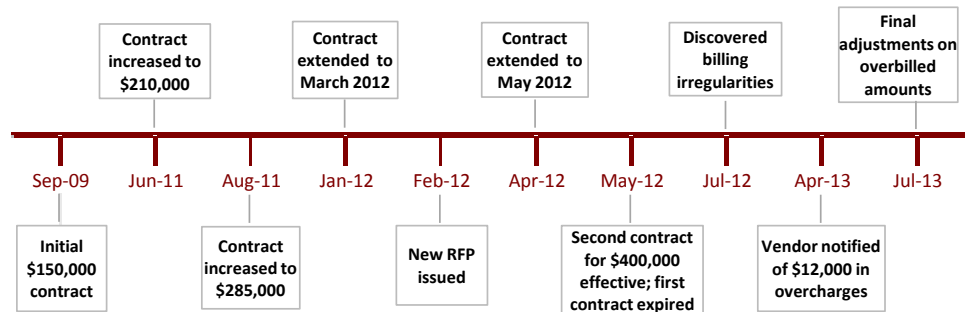 Contract
increased to
$210,000
Contract
extended to
March 2012
Contract
extended to
May 2012
Discovered
billing
irregularities
Final
adjustments on
overbilled
amounts
Sep-09
Jun-11
Aug-11
Jan-12
Feb-12
Apr-12
May-12
Jul-12
Apr-13
Jul-13
Initial
$150,000
contract
Contract
increased to
$285,000
New RFP
issued
Second contract
for $400,000
effective; first
contract expired
Vendor notified
of $12,000 in
overcharges